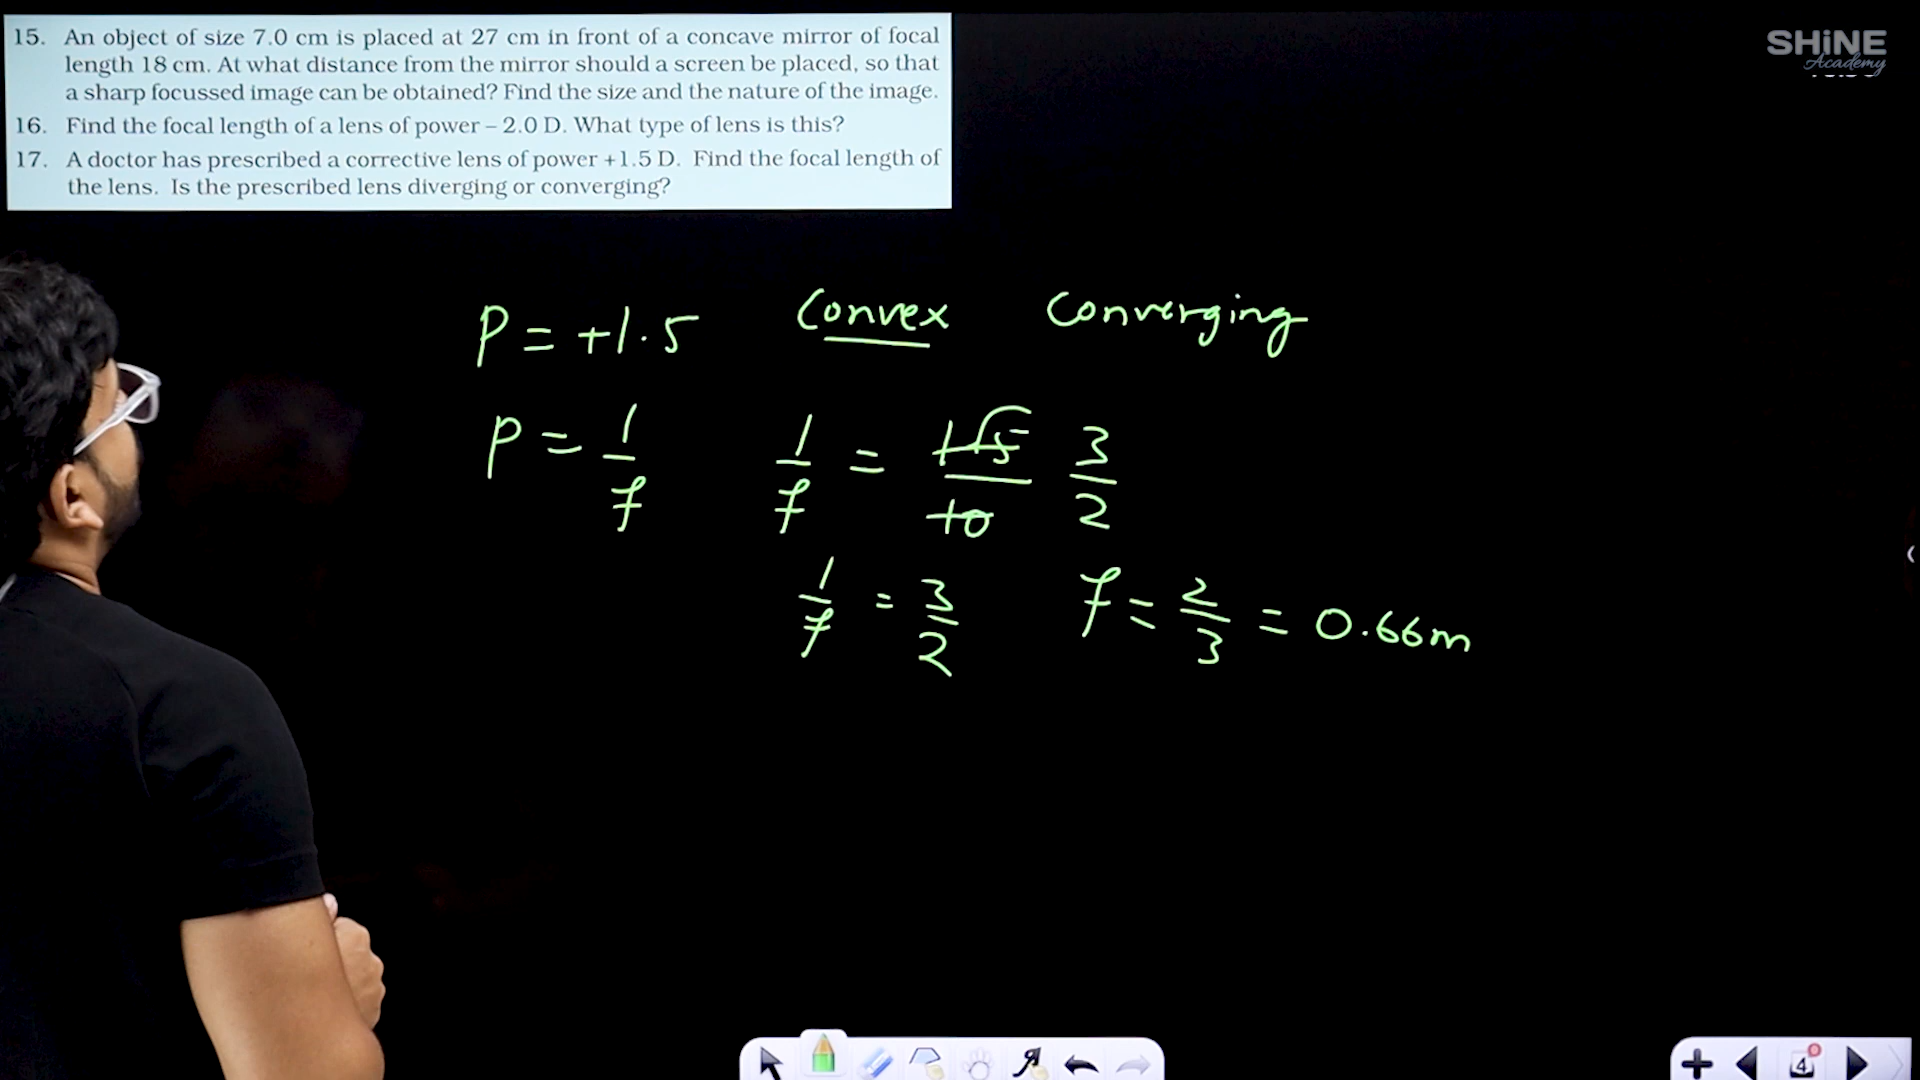 15. An object of size 7.0 cm is placed at 27 cm in front of a concave mirror of focal
length 18 cm. At what distance from the mirror should a screen be placed, so that
a sharp focussed image can be obtained? Find the size and the nature of the image.
16. Find the focal length of a lens of power – 2.0 D. What type of lens is this?
17. A doctor has prescribed a corrective lens of power +1.5 D. Find the focal length of
the lens. Is the prescribed lens diverging or converging?
SHiNE
Academy
P = +1.5 Convex Converging
P = 1/f 1/f = 15/10 3/2
1/f = 3/2 f = 2/3 = 0.66m
4